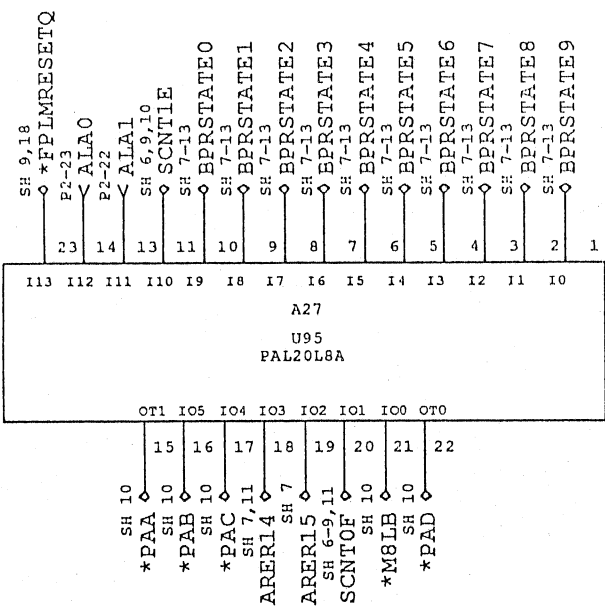 SH 9,18
*FPLMRESETQ
P2-23
ALA0
P2-22
ALA1
SH 6,9,10
SCNT1E
SH 7-13
BPRSTATE0
SH 7-13
BPRSTATE1
SH 7-13
BPRSTATE2
SH 7-13
BPRSTATE3
SH 7-13
BPRSTATE4
SH 7-13
BPRSTATE5
SH 7-13
BPRSTATE6
SH 7-13
BPRSTATE7
SH 7-13
BPRSTATE8
SH 7-13
BPRSTATE9
23 14 13 11 10 9 8 7 6 5 4 3 2 1
I13 I12 I11 I10 I9 I8 I7 I6 I5 I4 I3 I2 I1 I0
A27
U95
PAL20L8A
OT1 IO5 IO4 IO3 IO2 IO1 IO0 OT0
15 16 17 18 19 20 21 22
SH 10
*PAA
SH 10
*PAB
SH 10
*PAC
SH 7,11
ARER14
SH 7
ARER15
SH 6-9,11
SCNT0F
SH 10
*M8LB
SH 10
*PAD